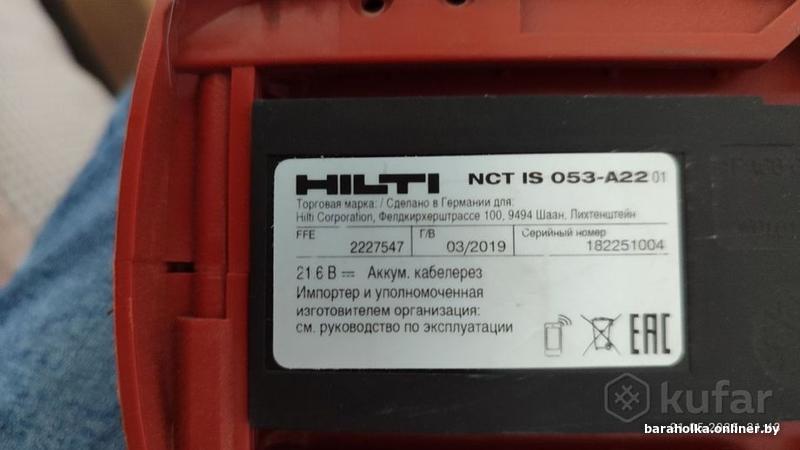 HILTI NCT IS 053-A22 01
Торговая марка: / Сделано в Германии для:
Hilti Corporation, Фелдкирхерштрассе 100, 9494 Шаан, Лихтенштейн
FFE 2227547 Г/В 03/2019 Серийный номер 182251004
21.6 В Аккум. кабелерез
Импортер и уполномоченная
изготовителем организация:
см. руководство по эксплуатации
EAC
kufar
baraholka.onliner.by